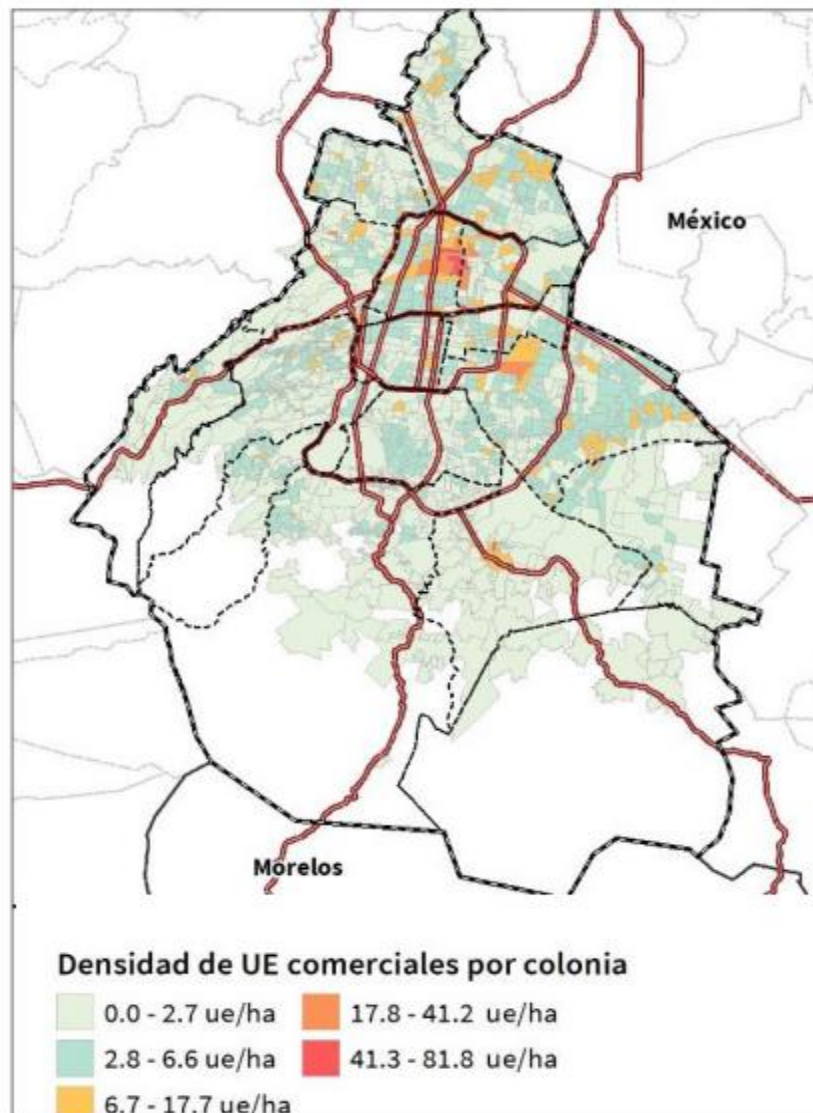 México
Morelos
Densidad de UE comerciales por colonia
0.0 - 2.7 ue/ha
17.8 - 41.2 ue/ha
2.8 - 6.6 ue/ha
41.3 - 81.8 ue/ha
6.7 - 17.7 ue/ha